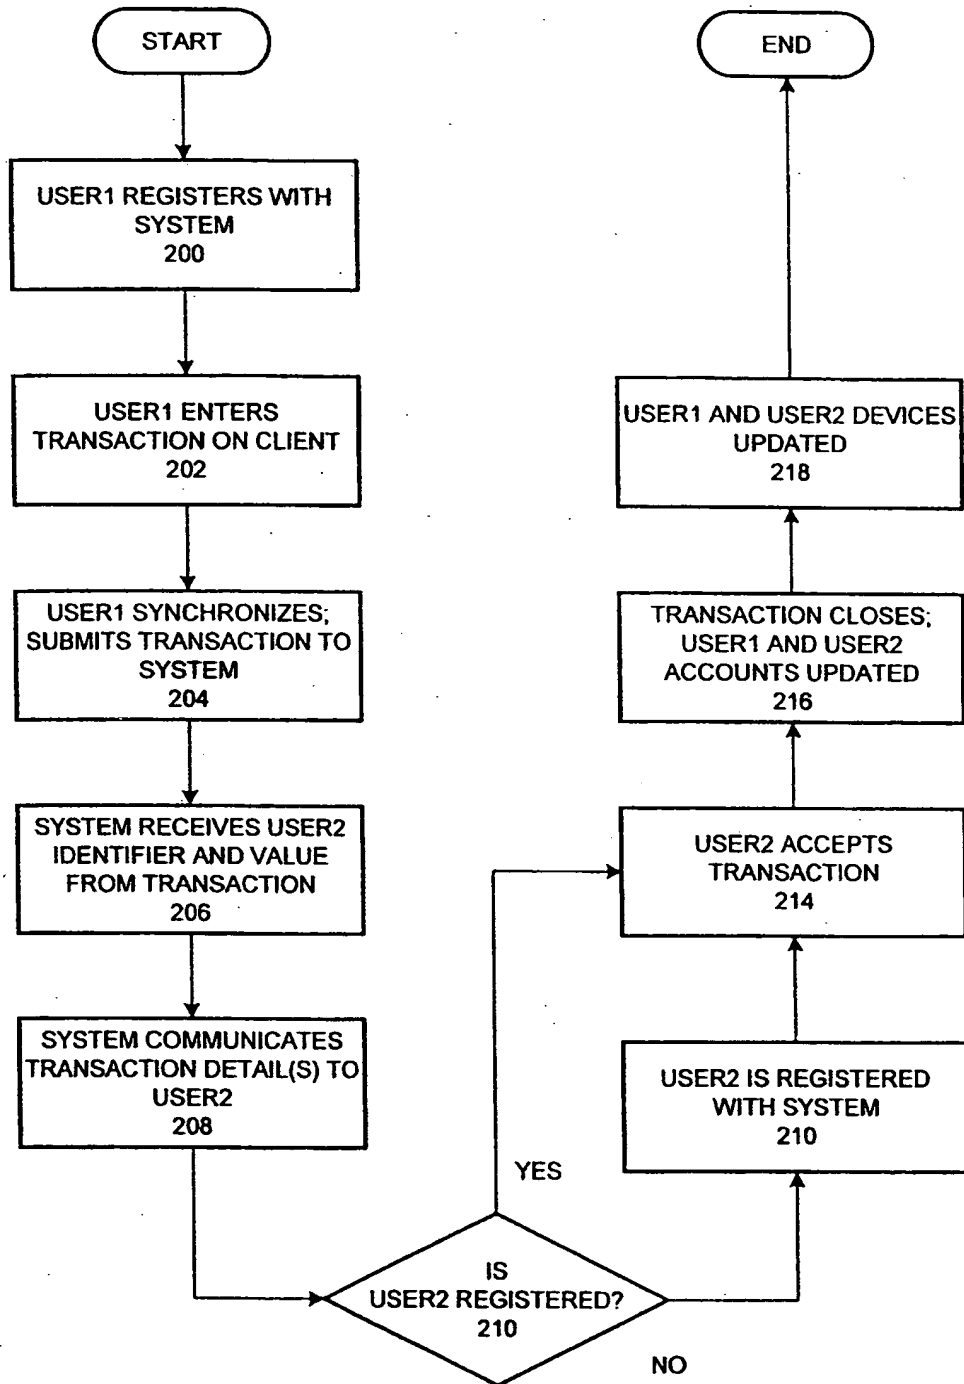 START
USER1 REGISTERS WITH
SYSTEM
200
USER1 ENTERS
TRANSACTION ON CLIENT
202
USER1 SYNCHRONIZES;
SUBMITS TRANSACTION TO
SYSTEM
204
SYSTEM RECEIVES USER2
IDENTIFIER AND VALUE
FROM TRANSACTION
206
SYSTEM COMMUNICATES
TRANSACTION DETAIL(S) TO
USER2
208
IS
USER2 REGISTERED?
210
YES
NO
USER2 IS REGISTERED
WITH SYSTEM
210
USER2 ACCEPTS
TRANSACTION
214
TRANSACTION CLOSES;
USER1 AND USER2
ACCOUNTS UPDATED
216
USER1 AND USER2 DEVICES
UPDATED
218
END